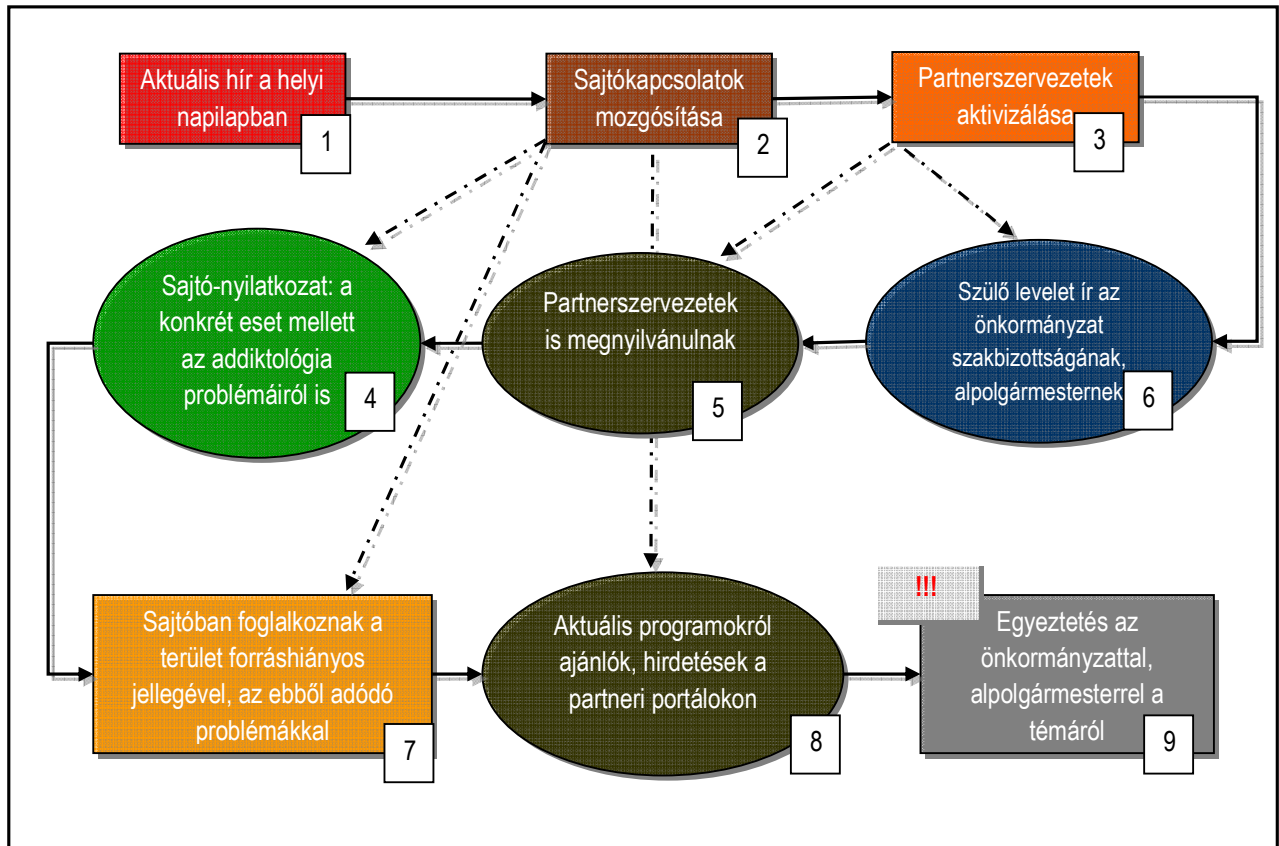 Aktuális hír a helyi
napilapban
1
Sajtókapcsolatok
mozgósítása
2
Partnerszervezetek
aktivizálása
3
Sajtó-nyilatkozat: a
konkrét eset mellett
az addiktológia
problémáiról is
4
Partnerszervezetek
is megnyilvánulnak
5
Szülő levelet ír az
önkormányzat
szakbizottságának,
alpolgármesternek
6
Sajtóban foglalkoznak a
terület forráshiányos
jellegével, az ebből adódó
problémákkal
7
Aktuális programokról
ajánlók, hirdetések a
partneri portálokon
8
!!!
Egyeztetés az
önkormányzattal,
alpolgármesterrel a
témáról
9